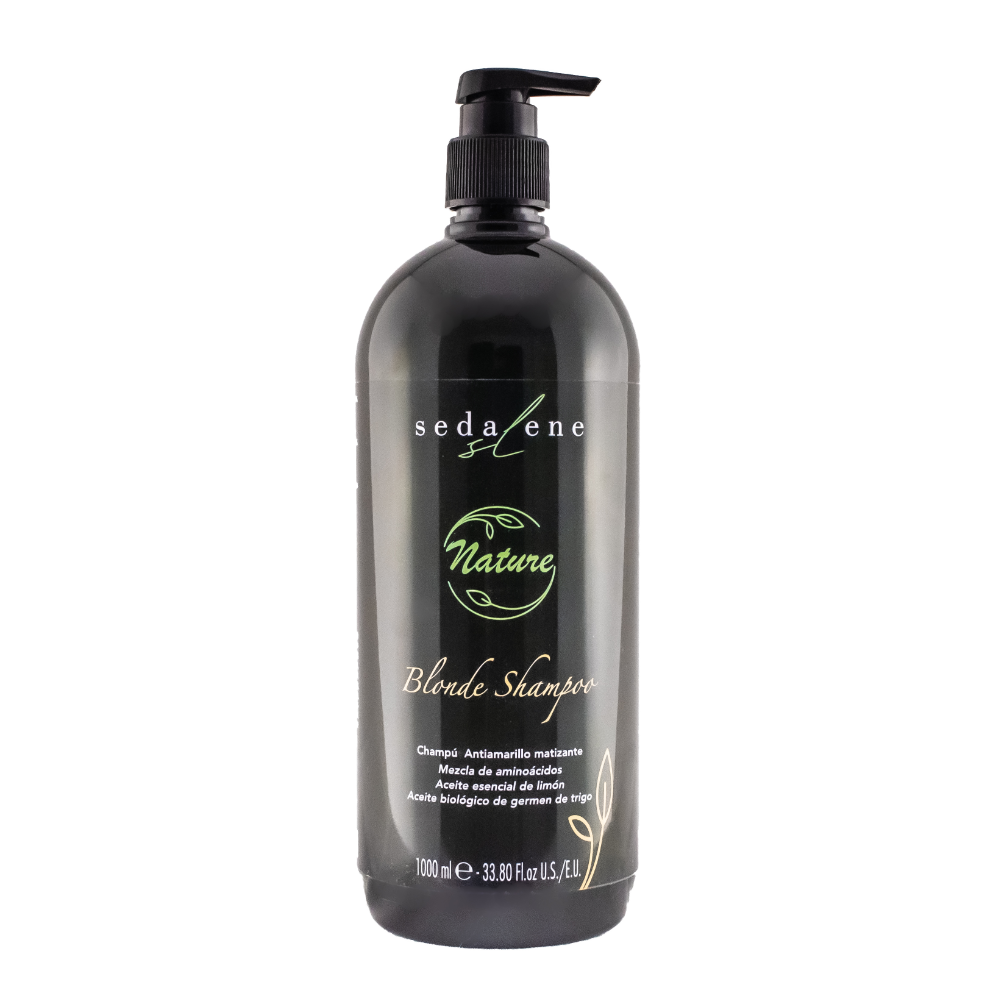 sedalene
sl
Nature
Blonde Shampoo
Champú Antiamarillo matizante
Mezcla de aminoácidos
Aceite esencial de limón
Aceite biológico de germen de trigo
1000 ml ℮ - 33.80 Fl.oz U.S./E.U.